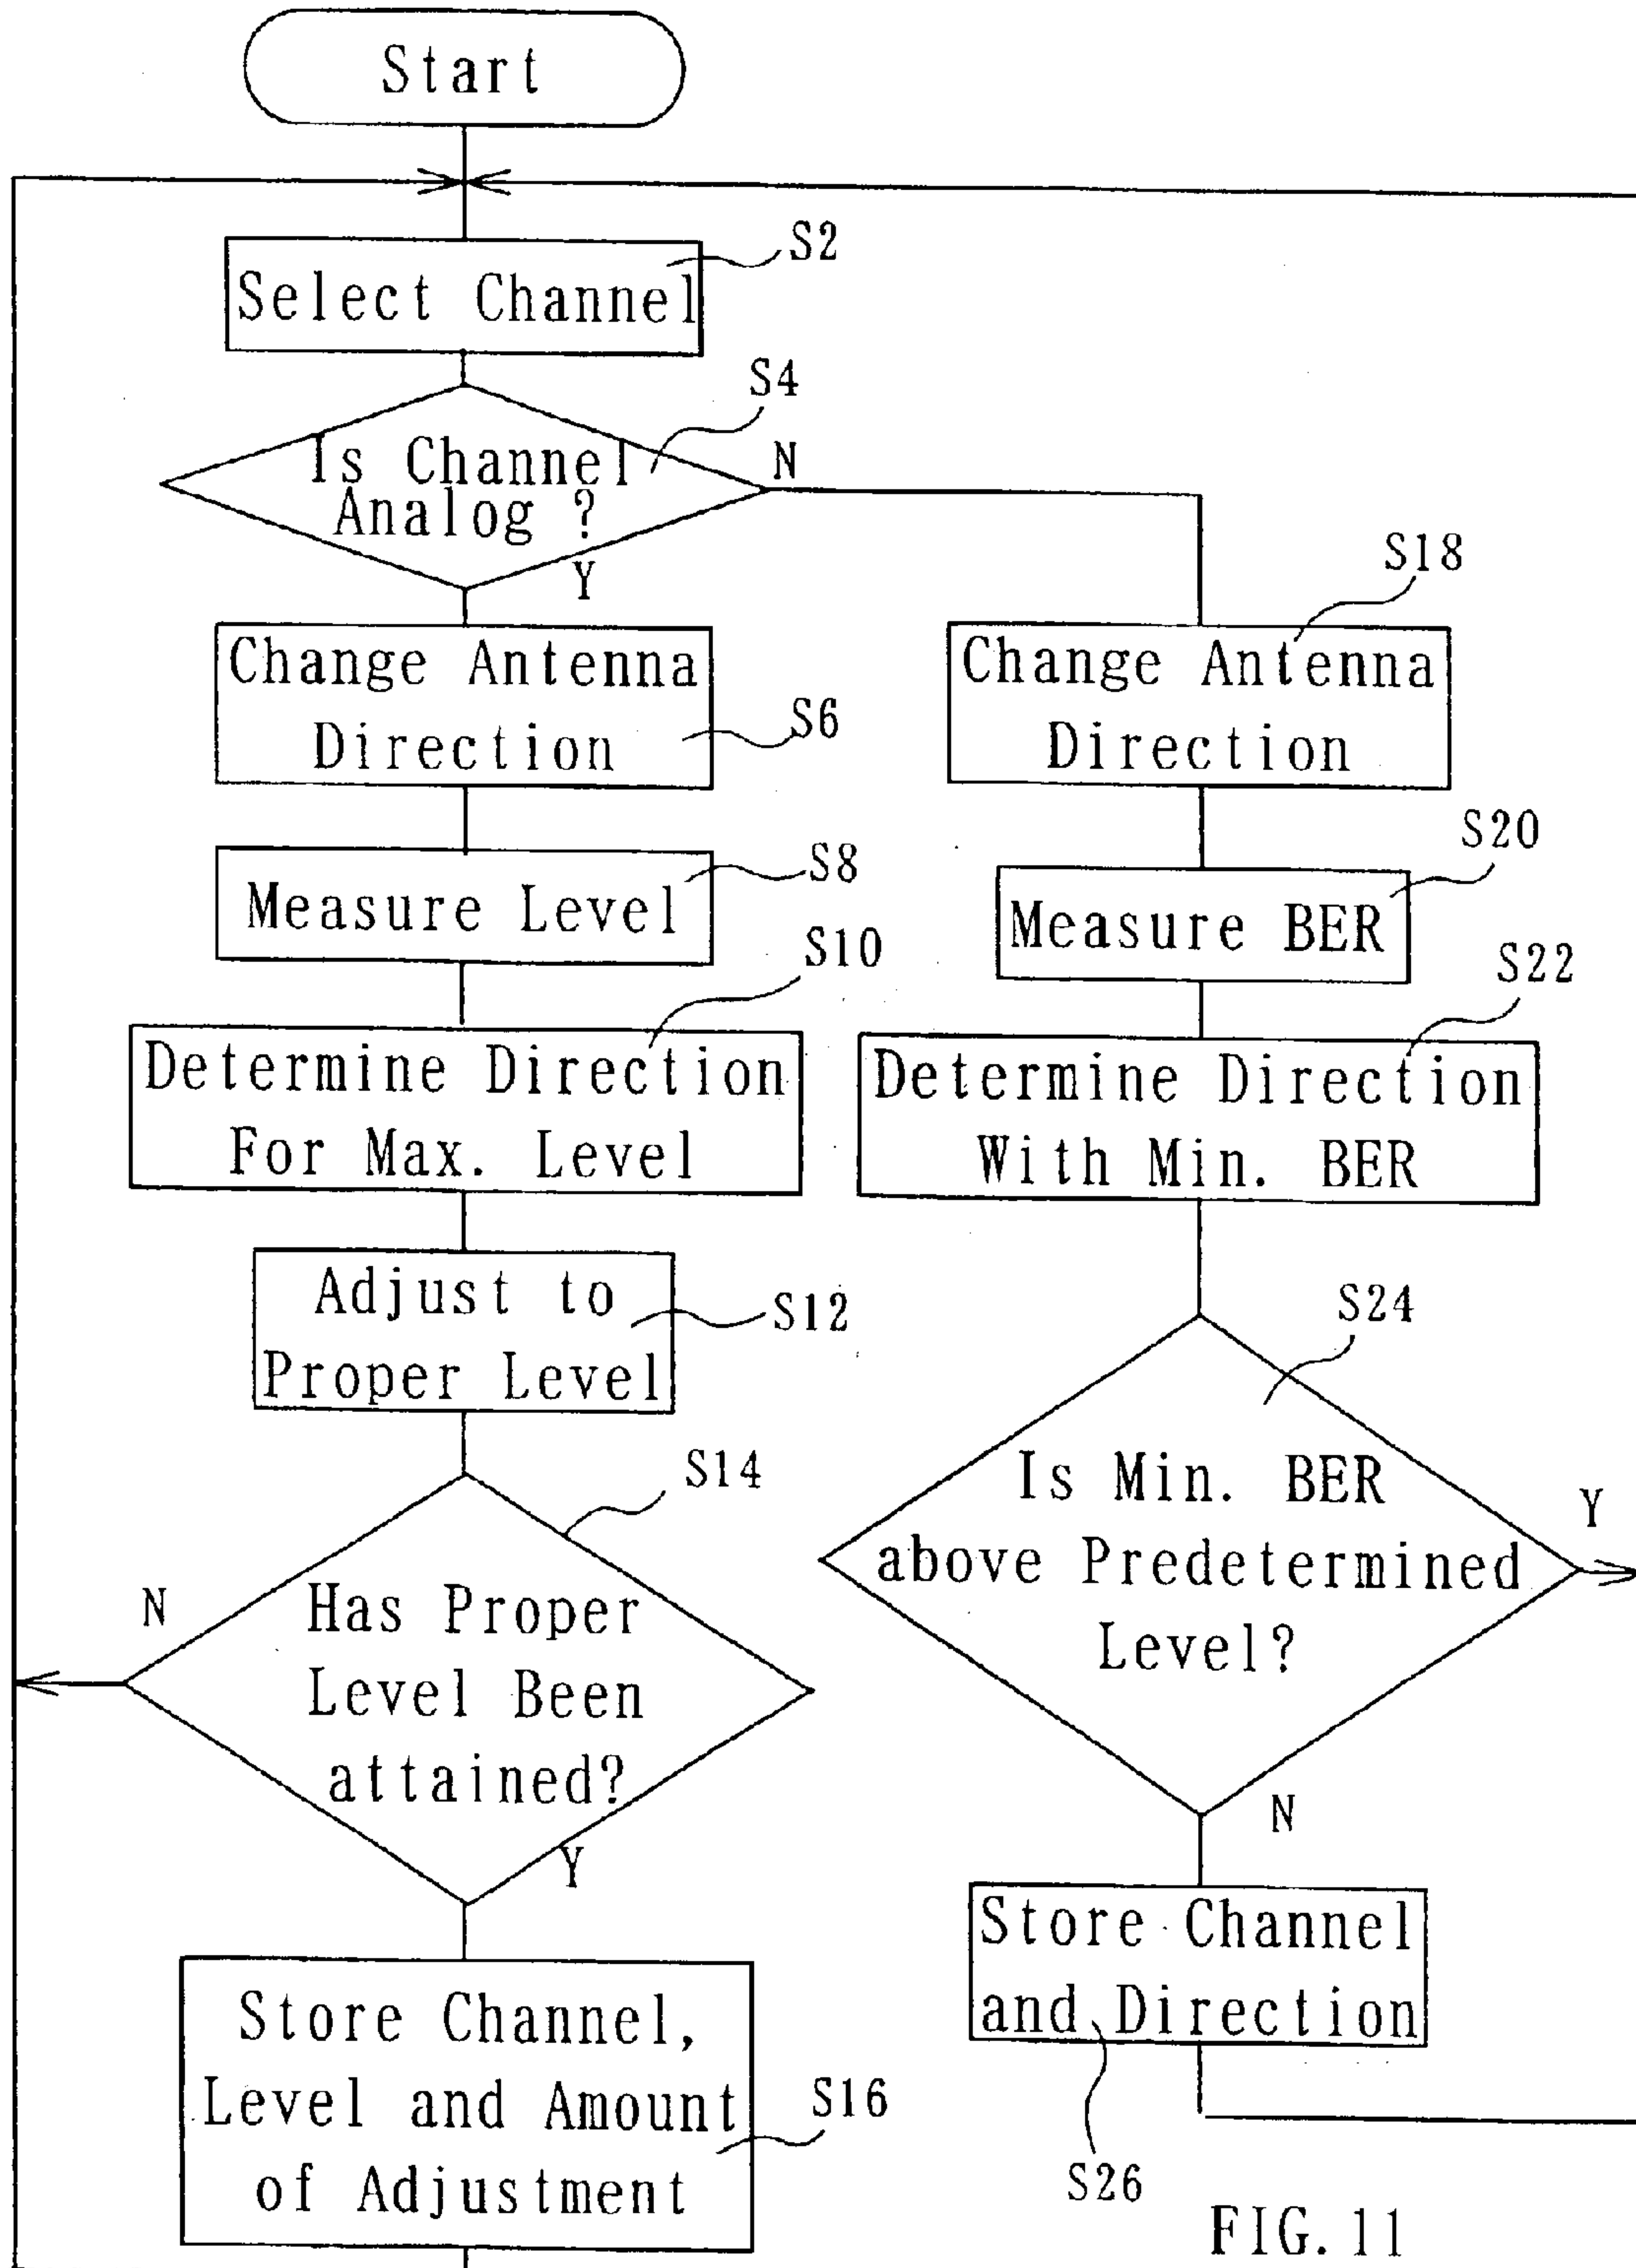 Start
S2
Select Channel
S4
Is Channel
Analog ?
N
Y
Change Antenna
Direction
S6
S8
Measure Level
S10
Determine Direction
For Max. Level
Adjust to
Proper Level
S12
S14
N
Has Proper
Level Been
attained?
Y
Store Channel,
Level and Amount
of Adjustment
S16
S18
Change Antenna
Direction
S20
Measure BER
S22
Determine Direction
With Min. BER
S24
Is Min. BER
above Predetermined
Level?
Y
N
Store Channel
and Direction
S26
FIG. 11